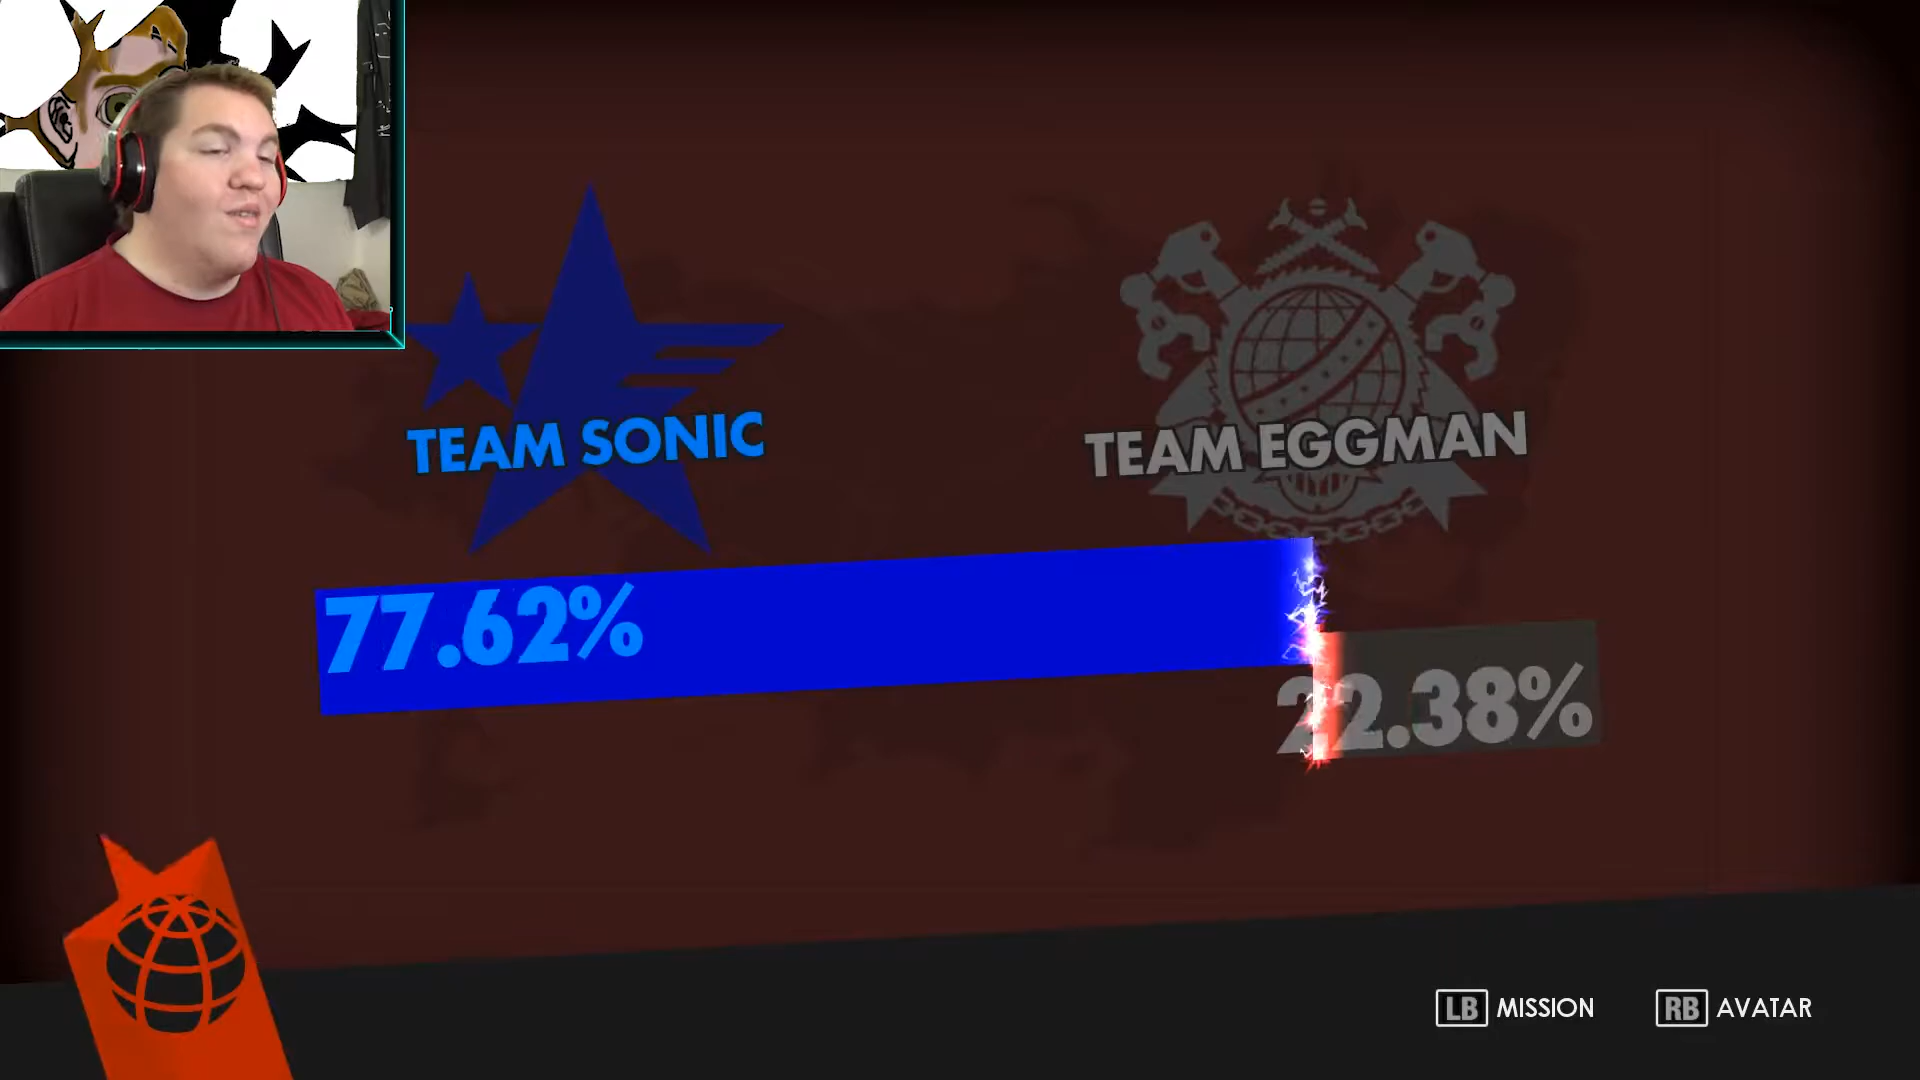 TEAM SONIC
TEAM EGGMAN
77.62%
22.38%
LB MISSION
RB AVATAR